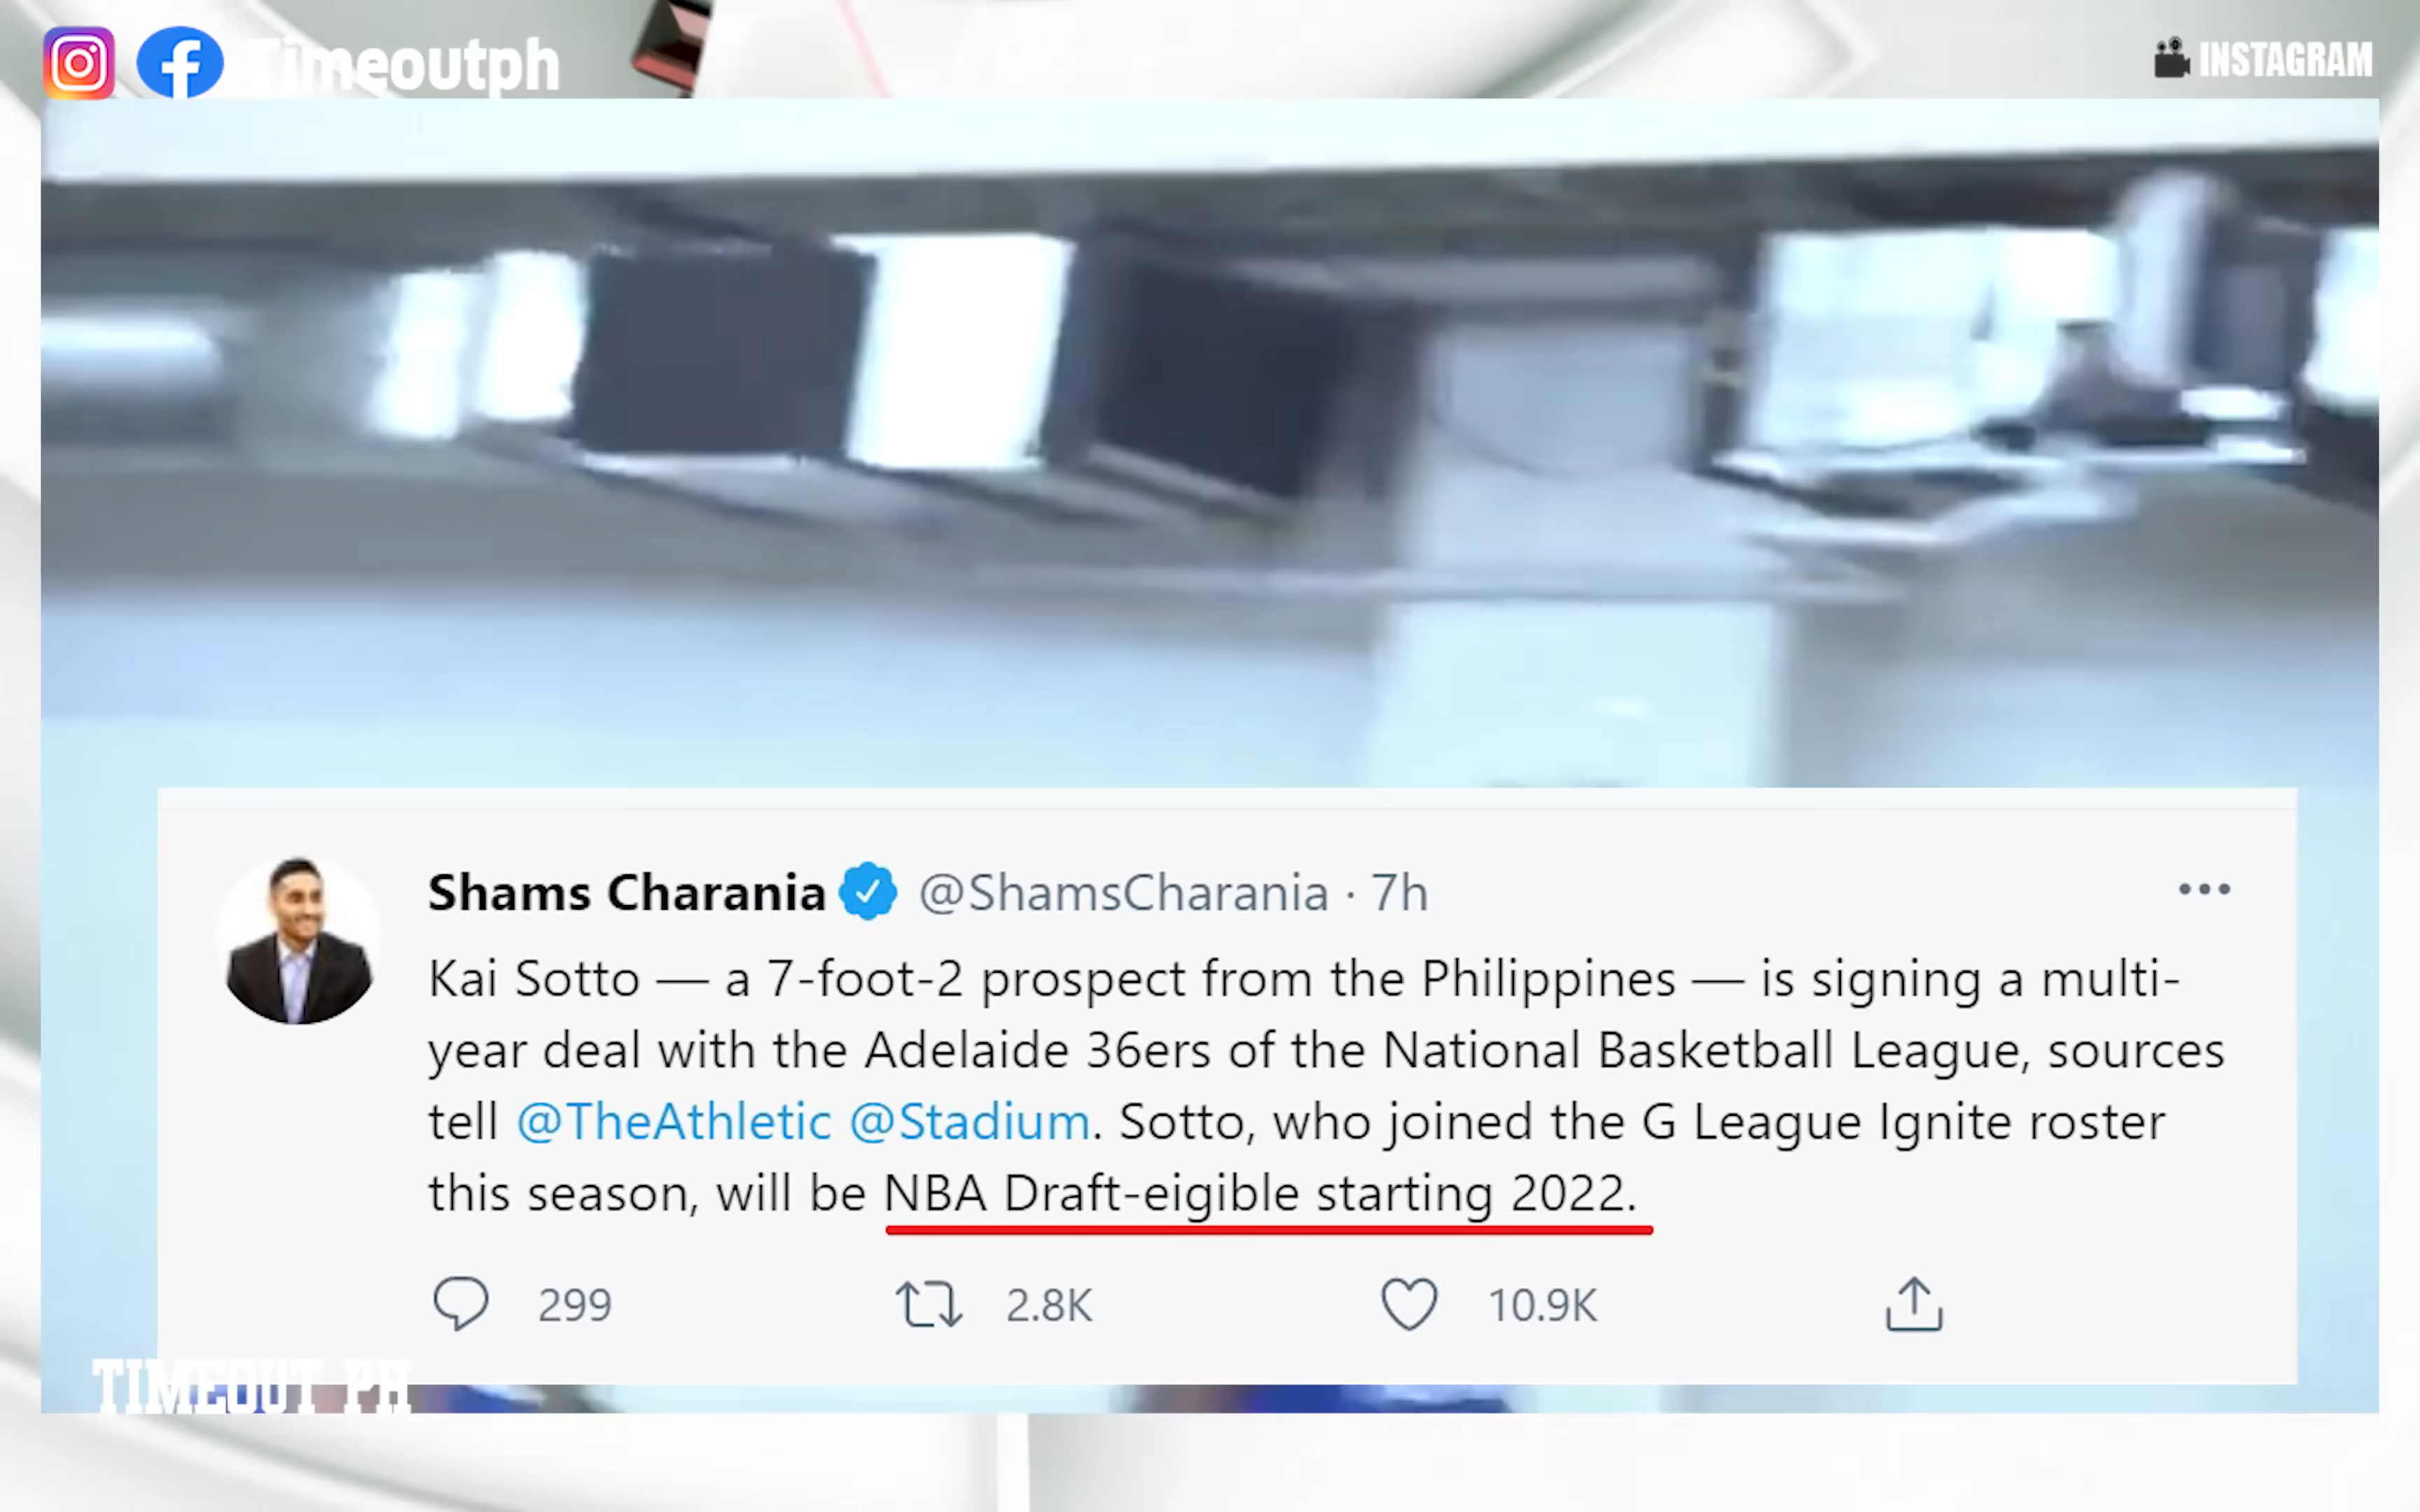 Timeoutph
INSTAGRAM
Shams Charania @ShamsCharania · 7h
Kai Sotto — a 7-foot-2 prospect from the Philippines — is signing a multi-
year deal with the Adelaide 36ers of the National Basketball League, sources
tell @TheAthletic @Stadium. Sotto, who joined the G League Ignite roster
this season, will be NBA Draft-eigible starting 2022.
299 2.8K 10.9K
TIMEOUT PH